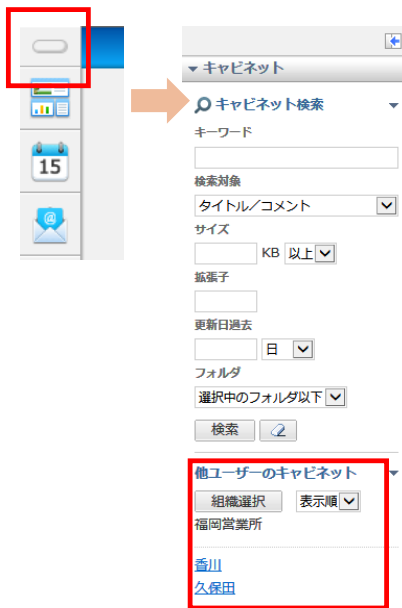 15
@
キャビネット
キャビネット検索
キーワード
検索対象
タイトル／コメント
サイズ
KB 以上
拡張子
更新日過去
日
フォルダ
選択中のフォルダ以下
検索
他ユーザーのキャビネット
組織選択 表示順
福岡営業所
香川
久保田